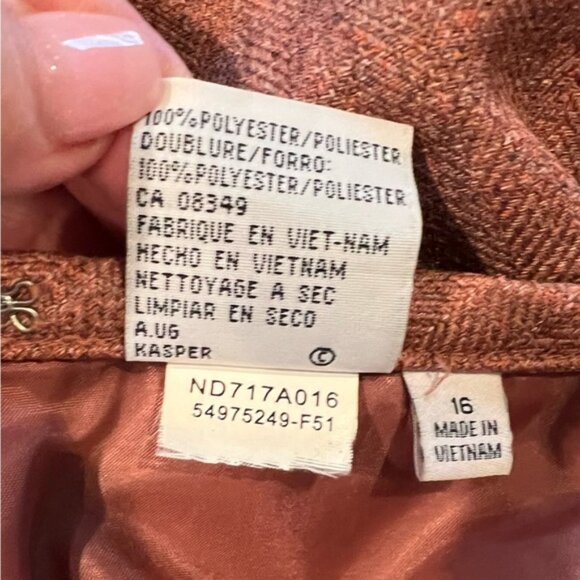 100%POLYESTER/POLIESTER
DOUBLURE/FORRO:
100%POLYESTER/POLIESTER
CA 08349
FABRIQUE EN VIET-NAM
HECHO EN VIETNAM
NETTOYAGE A SEC
LIMPIAR EN SECO
A.UG
KASPER ©
ND717A016
54975249-F51
16
MADE IN
VIETNAM